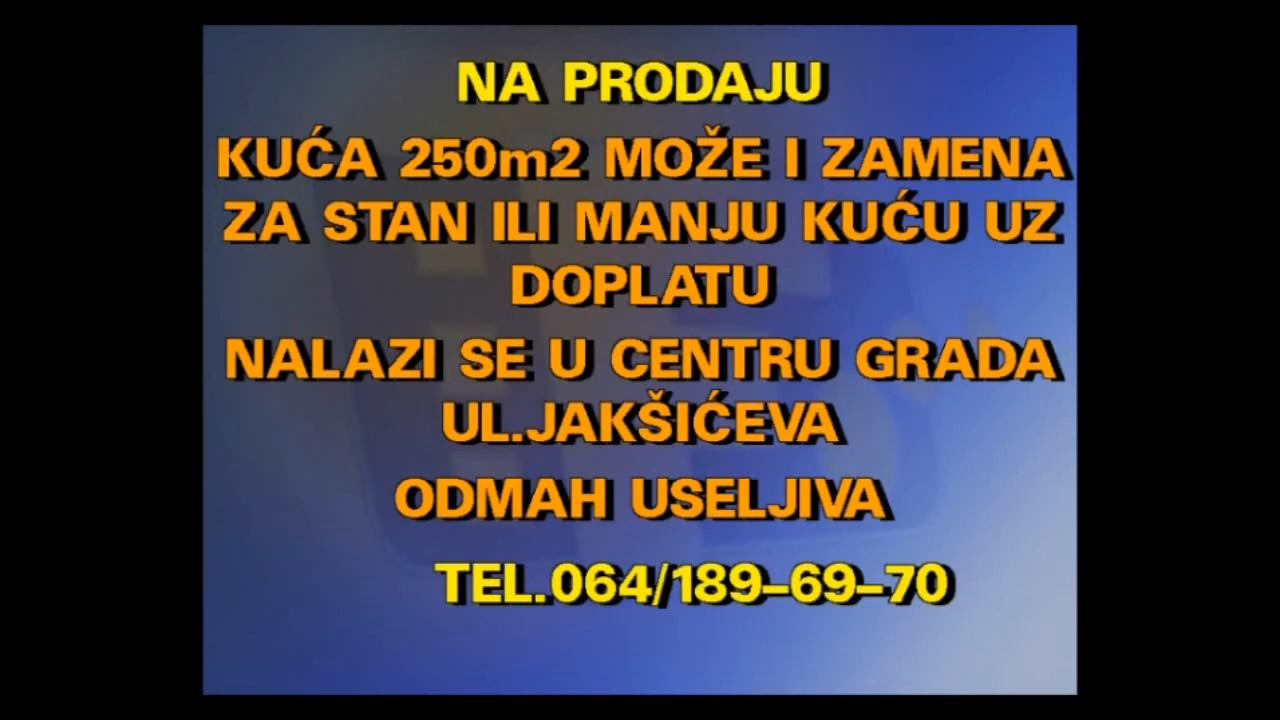 NA PRODAJU
KUĆA 250m2 MOŽE I ZAMENA
ZA STAN ILI MANJU KUĆU UZ
DOPLATU
NALAZI SE U CENTRU GRADA
UL.JAKŠIĆEVA
ODMAH USELJIVA
TEL.064/189-69-70